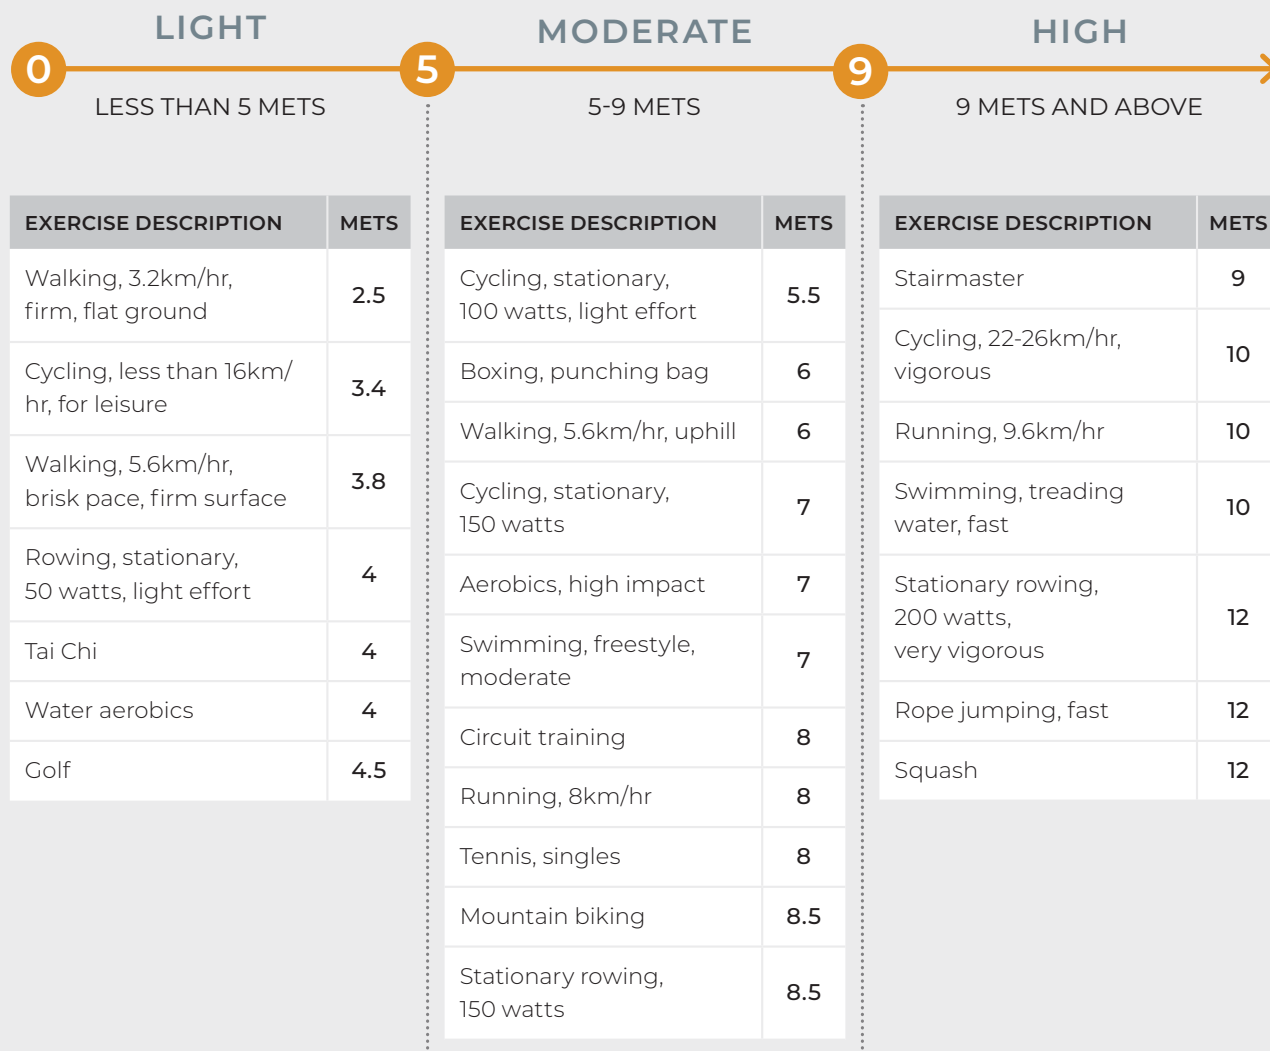 LIGHT
0
5
LESS THAN 5 METS
EXERCISE DESCRIPTION METS
Walking, 3.2km/hr,
firm, flat ground
2.5
Cycling, less than 16km/
hr, for leisure
3.4
Walking, 5.6km/hr,
brisk pace, firm surface
3.8
Rowing, stationary,
50 watts, light effort
4
Tai Chi 4
Water aerobics 4
Golf 4.5
MODERATE
9
5-9 METS
EXERCISE DESCRIPTION METS
Cycling, stationary,
100 watts, light effort
5.5
Boxing, punching bag 6
Walking, 5.6km/hr, uphill 6
Cycling, stationary,
150 watts
7
Aerobics, high impact 7
Swimming, freestyle,
moderate
7
Circuit training 8
Running, 8km/hr 8
Tennis, singles 8
Mountain biking 8.5
Stationary rowing,
150 watts
8.5
HIGH
9 METS AND ABOVE
EXERCISE DESCRIPTION METS
Stairmaster 9
Cycling, 22-26km/hr,
vigorous
10
Running, 9.6km/hr 10
Swimming, treading
water, fast
10
Stationary rowing,
200 watts,
very vigorous
12
Rope jumping, fast 12
Squash 12